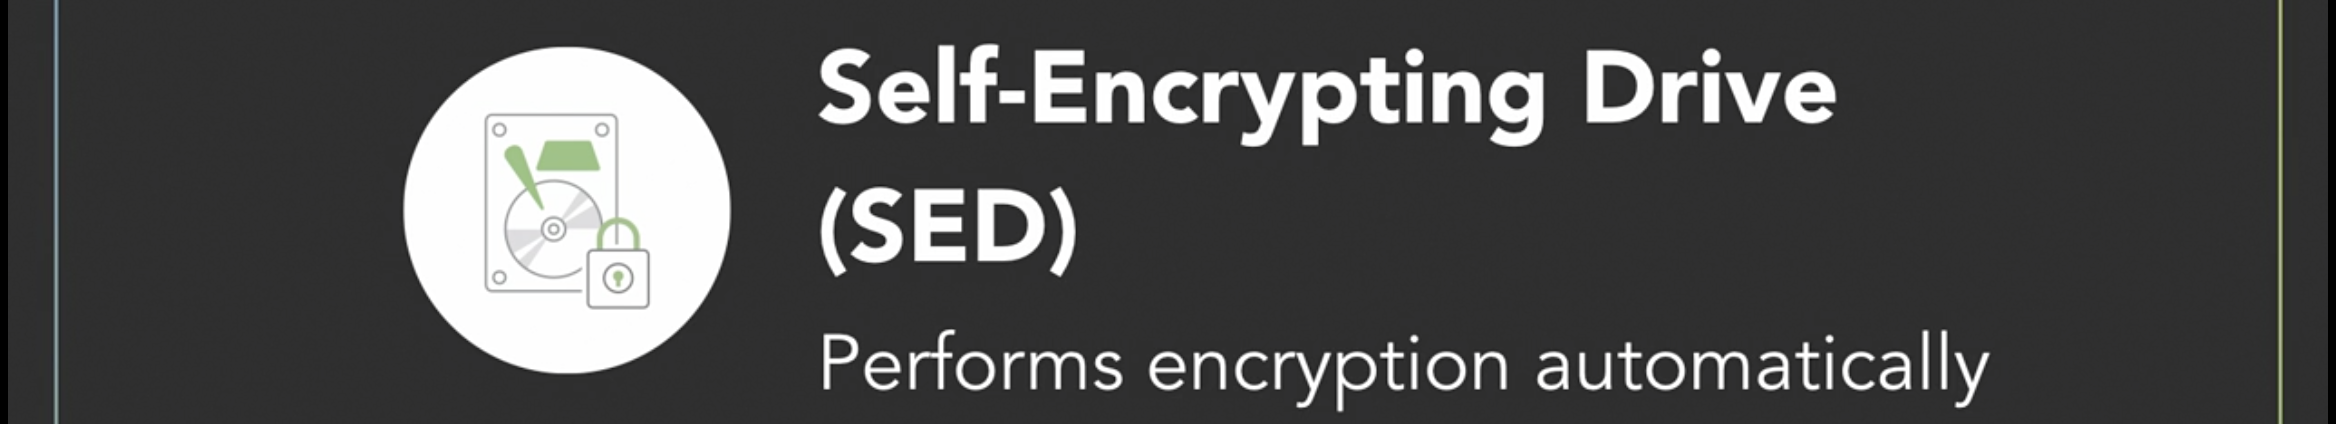 Self-Encrypting Drive
(SED)
Performs encryption automatically